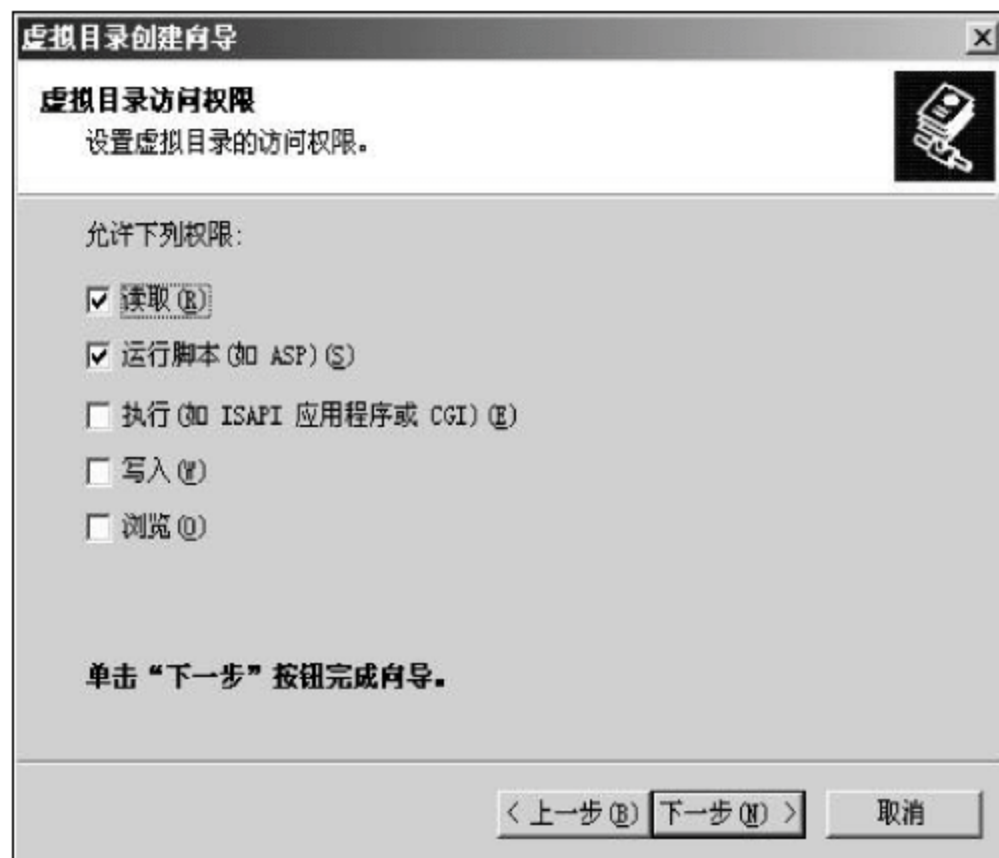 虚拟目录创建向导
虚拟目录访问权限
设置虚拟目录的访问权限。
允许下列权限:
读取(R)
运行脚本(如 ASP)(S)
执行(如 ISAPI 应用程序或 CGI)(E)
写入(W)
浏览(O)
单击“下一步”按钮完成向导。
< 上一步(B) 下一步(N) > 取消